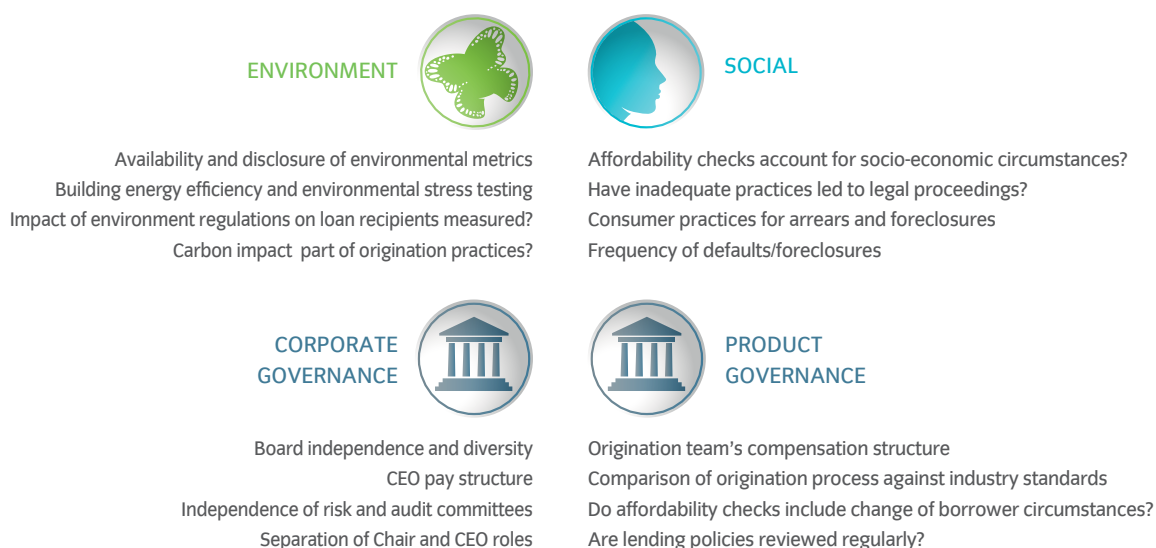 ENVIRONMENT
Availability and disclosure of environmental metrics
Building energy efficiency and environmental stress testing
Impact of environment regulations on loan recipients measured?
Carbon impact part of origination practices?
SOCIAL
Affordability checks account for socio-economic circumstances?
Have inadequate practices led to legal proceedings?
Consumer practices for arrears and foreclosures
Frequency of defaults/foreclosures
CORPORATE
GOVERNANCE
Board independence and diversity
CEO pay structure
Independence of risk and audit committees
Separation of Chair and CEO roles
PRODUCT
GOVERNANCE
Origination team’s compensation structure
Comparison of origination process against industry standards
Do affordability checks include change of borrower circumstances?
Are lending policies reviewed regularly?